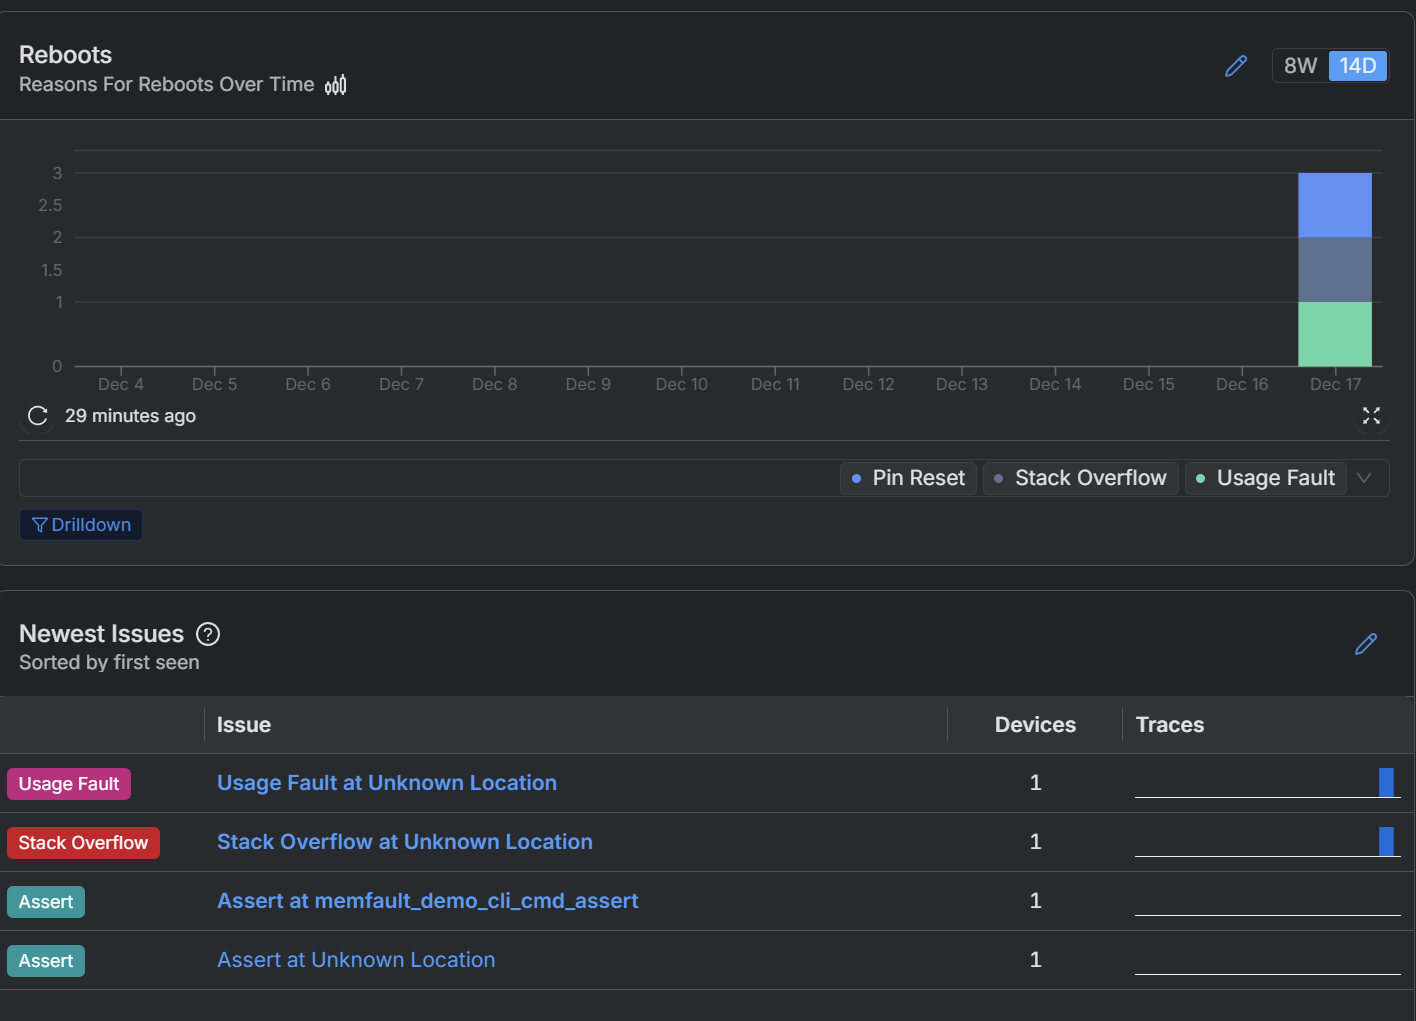 Reboots
Reasons For Reboots Over Time
8W 14D
3
2.5
2
1.5
1
0
Dec 4 Dec 5 Dec 6 Dec 7 Dec 8 Dec 9 Dec 10 Dec 11 Dec 12 Dec 13 Dec 14 Dec 15 Dec 16 Dec 17
29 minutes ago
Pin Reset Stack Overflow Usage Fault
Drilldown
Newest Issues ?
Sorted by first seen
Issue Devices Traces
Usage Fault Usage Fault at Unknown Location 1
Stack Overflow Stack Overflow at Unknown Location 1
Assert Assert at memfault_demo_cli_cmd_assert 1
Assert Assert at Unknown Location 1